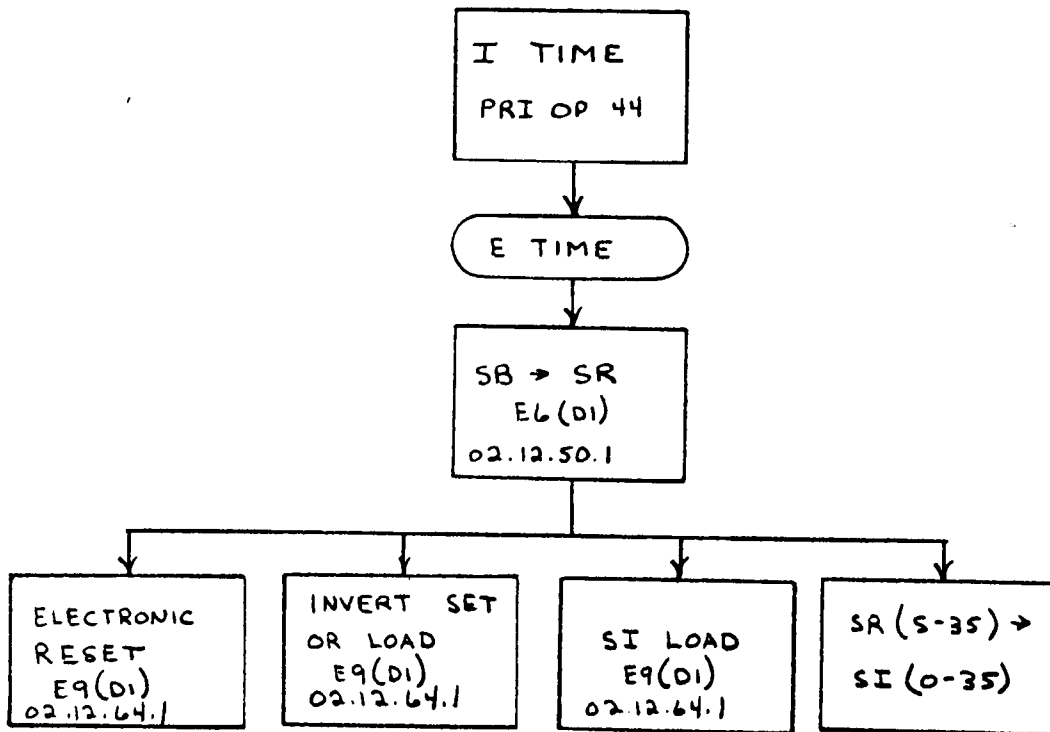 I TIME
PRI OP 44
E TIME
SB → SR
E6(D1)
02.12.50.1
ELECTRONIC
RESET
E9(D1)
02.12.64.1
INVERT SET
OR LOAD
E9(D1)
02.12.64.1
SI LOAD
E9(D1)
02.12.64.1
SR(S-35) →
SI(0-35)